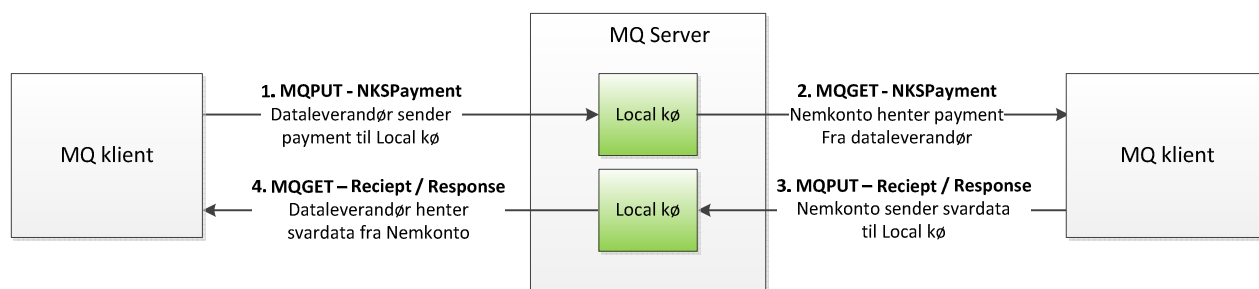 MQ Server
MQ klient
1. MQPUT - NKSPayment
Dataleverandør sender
payment til Local kø
Local kø
2. MQGET - NKSPayment
Nemkonto henter payment
Fra dataleverandør
MQ klient
4. MQGET – Reciept / Response
Dataleverandør henter
svardata fra Nemkonto
Local kø
3. MQPUT – Reciept / Response
Nemkonto sender svardata
til Local kø